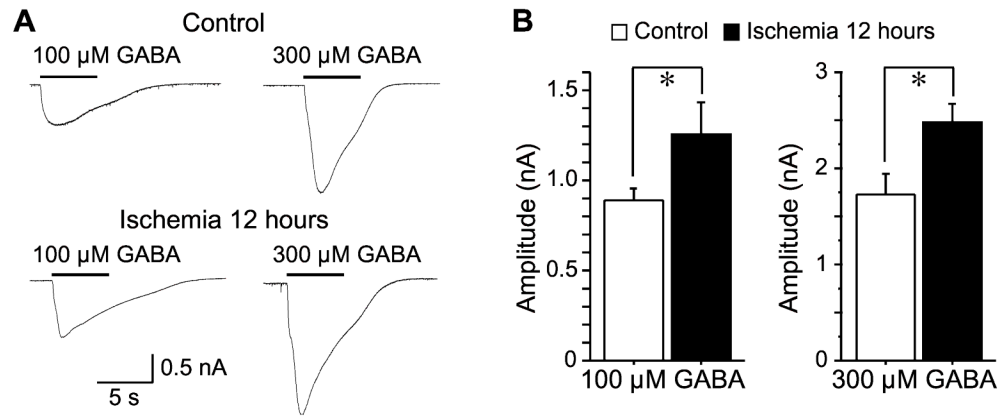 A
Control
100 µM GABA
300 µM GABA
Ischemia 12 hours
100 µM GABA
300 µM GABA
0.5 nA
5 s
B
Control
Ischemia 12 hours
Amplitude (nA)
1.5
1.0
0.5
0
*
100 µM GABA
Amplitude (nA)
3
2
1
0
*
300 µM GABA